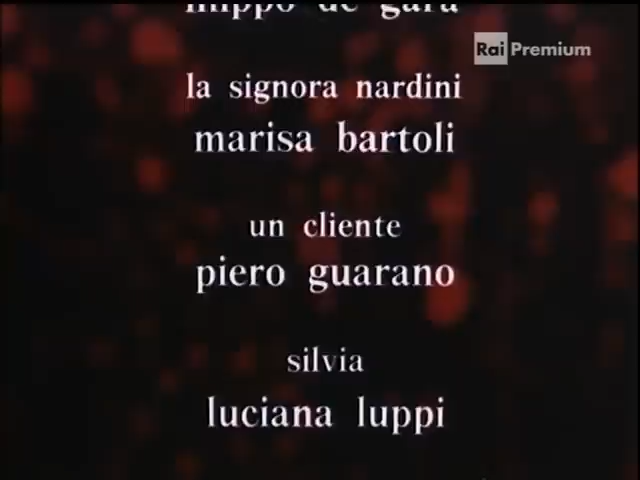 Rai Premium
la signora nardini
marisa bartoli
un cliente
piero guarano
silvia
luciana luppi